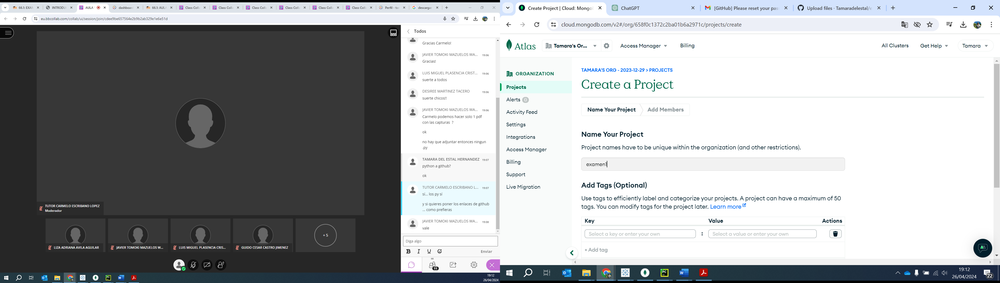 66.1: EXAM
INTRODU
AULA
dashboard
66.1: AULA
Class Colla
Class Colla
Class Colla
Class Colla
Class Colla
Class Colla
Perfil - tar
descargar
eu.bbcollab.com/collab/ui/session/join/cdee9be657564e2b9b2ab329e1e6e51d
Todos
Gracias Carmelo!
JAVIER TOMOKI MAZUELOS WA... 19:06
Gracias!
LUIS MIGUEL PLASENCIA CRIST... 19:06
suerte a todos
DESIREE MARTINEZ TACERO 19:06
suerte chicos!!
JAVIER TOMOKI MAZUELOS WA... 19:06
Carmelo podemos hacer solo 1 pdf
con las capturas ?
ok
no hay que adjuntar entonces ningun
.py
TAMARA DEL ESTAL HERNANDEZ 19:07
python a github?
ok
TUTOR CARMELO ESCRIBANO L... 19:07
sí... los py sí
y si quieres poner los enlaces de github
... como prefieras
JAVIER TOMOKI MAZUELOS WA... 19:08
vale
Diga algo
Enviar
11
TUTOR CARMELO ESCRIBANO LOPEZ
Moderador
LIZA ADRIANA AVILA AGUILAR
JAVIER TOMOKI MAZUELOS W...
LUIS MIGUEL PLASENCIA CRIS...
GUIDO CESAR CASTRO JIMENEZ
+ 5
19:12
26/04/2024
Create Project | Cloud: Mongo
ChatGPT
[GitHub] Please reset your pas
Upload files · Tamaradelestal/e
cloud.mongodb.com/v2#/org/658f0c1372c2ba01b6a2971c/projects/create
Atlas
Tamara's Or...
Access Manager
Billing
All Clusters
Get Help
Tamara
ORGANIZATION
Projects
Alerts 0
Activity Feed
Settings
Integrations
Access Manager
Billing
Support
Live Migration
TAMARA'S ORG - 2023-12-29 > PROJECTS
Create a Project
Name Your Project
Add Members
Name Your Project
Project names have to be unique within the organization (and other restrictions).
examen1
Add Tags (Optional)
Use tags to efficiently label and categorize your projects. A project can have a maximum of 50
tags. You can modify tags for the project later. Learn more
Key Value Actions
Select a key or enter your own : Select a value or enter your own
+ Add tag
19:12
26/04/2024
22